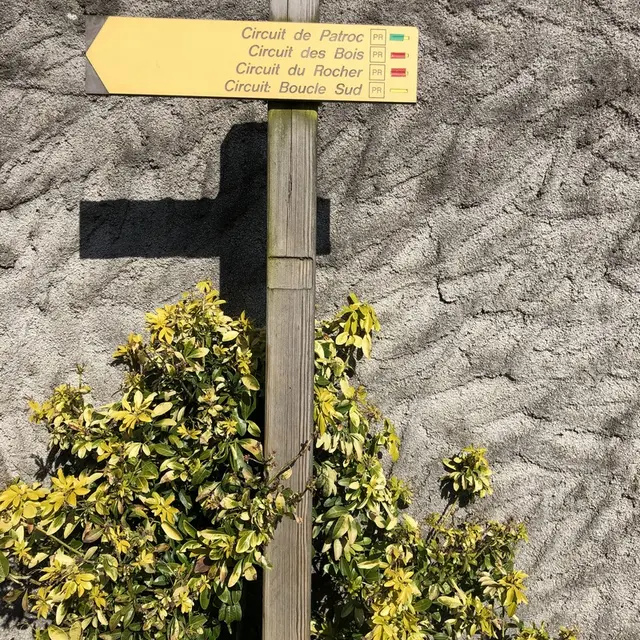 Circuit de Patroc PR
Circuit des Bois PR
Circuit du Rocher PR
Circuit: Boucle Sud PR